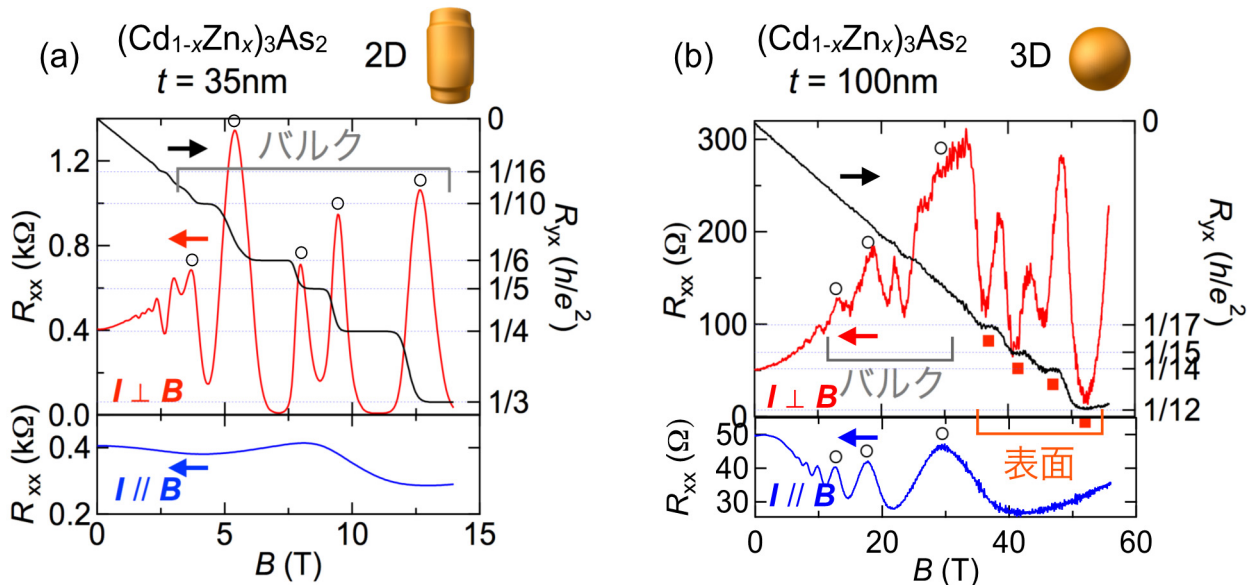 (a)
(Cd1-xZnx)3As2
t = 35nm
2D
バルク
1.2
0.8
0.4
0.0
Rxx (kΩ)
0
1/16
1/10
1/6
1/5
1/4
1/3
Ryx (h/e2)
I ⊥ B
0.4
0.2
Rxx (kΩ)
I // B
0
5
10
15
B (T)
(b)
(Cd1-xZnx)3As2
t = 100nm
3D
300
200
100
0
Rxx (Ω)
0
1/17
1/15
1/14
1/12
Ryx (h/e2)
バルク
I ⊥ B
表面
50
40
30
Rxx (Ω)
I // B
0
20
40
60
B (T)